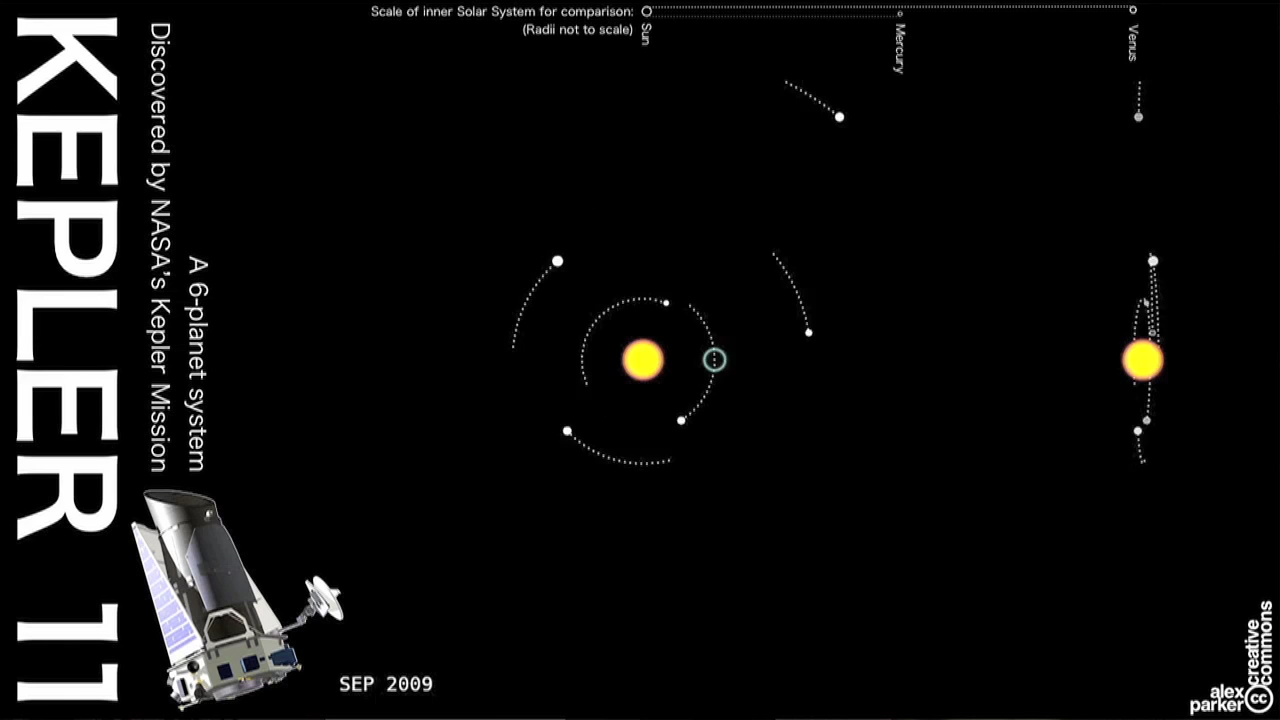 KEPLER 11
Discovered by NASA's Kepler Mission
A 6-planet system
Scale of inner Solar System for comparison:
(Radii not to scale)
Sun
Mercury
Venus
SEP 2009
alex
parker
cc
creative
commons